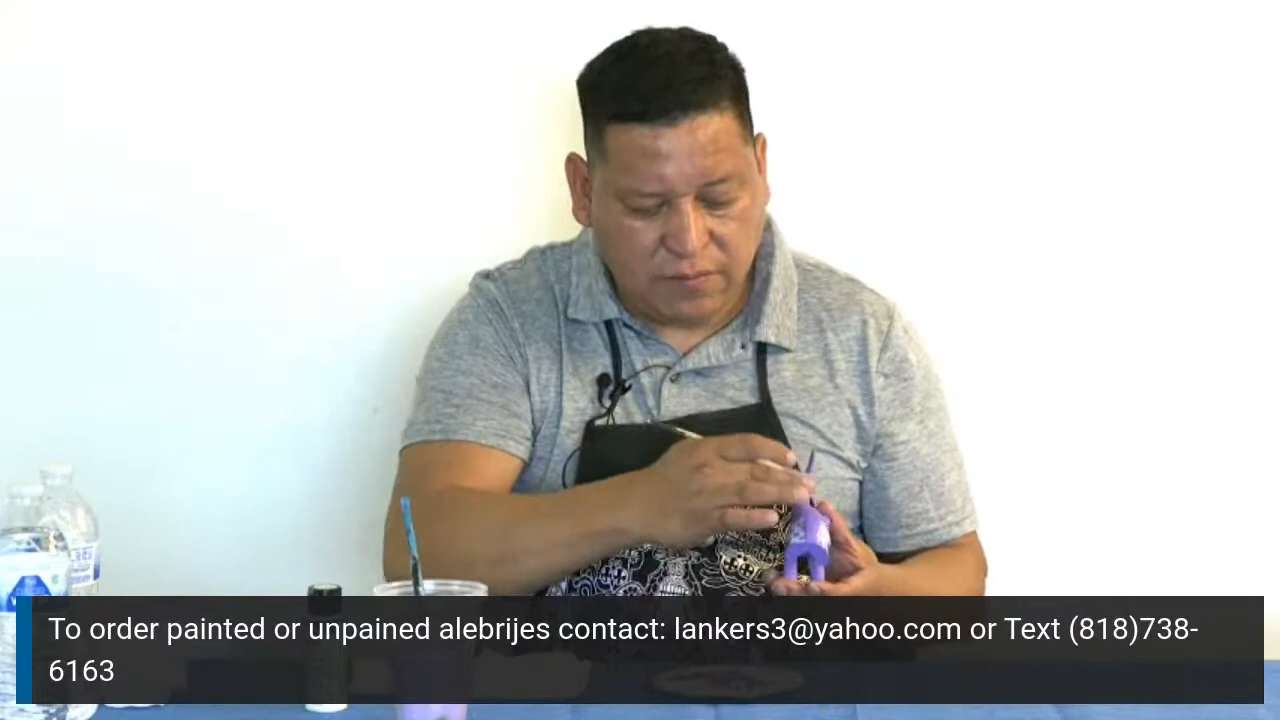 To order painted or unpained alebrijes contact: lankers3@yahoo.com or Text (818)738-
6163